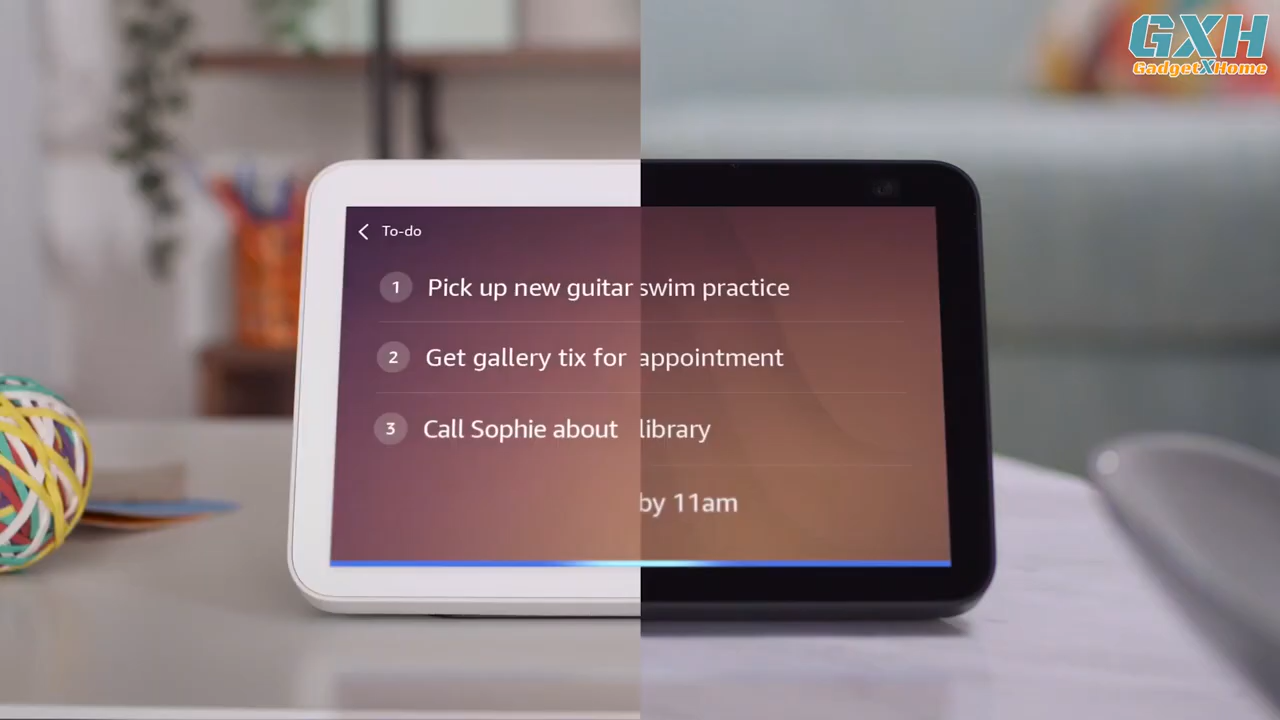 GXH
GadgetXHome
To-do
1 Pick up new guitar swim practice
2 Get gallery tix for appointment
3 Call Sophie about library
by 11am